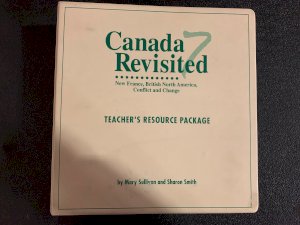 Canada 7
Revisited
New France, British North America,
Conflict and Change
TEACHER'S RESOURCE PACKAGE
by Mary Sullivan and Sharon Smith